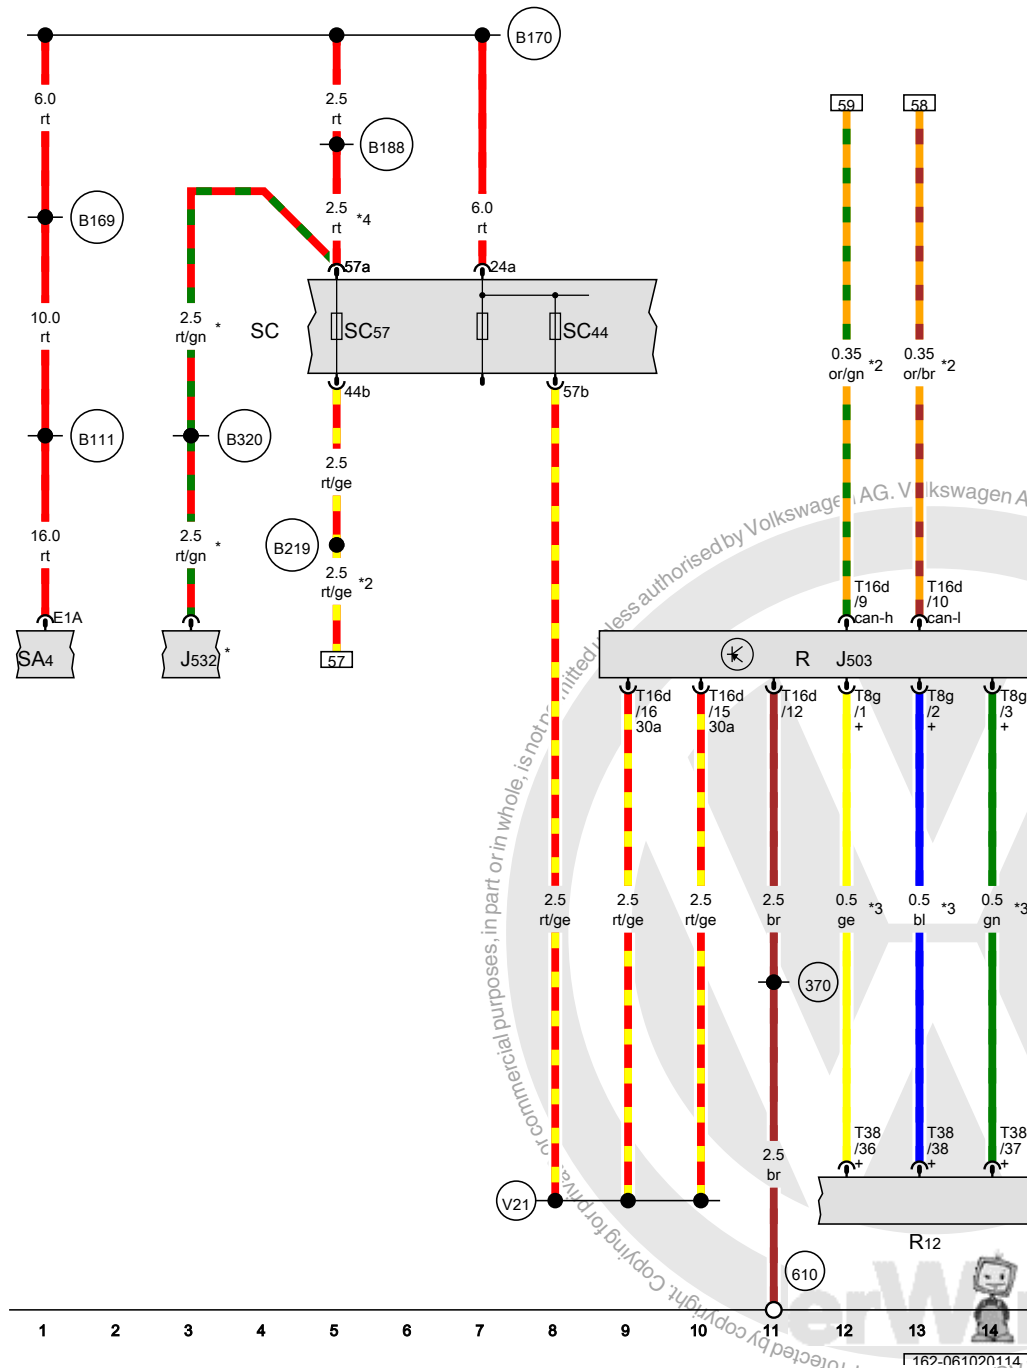 B170
6.0
rt
2.5
rt
B188
B169
2.5
rt
*4
6.0
rt
57a
24a
59
58
10.0
rt
2.5
rt/gn
*
SC
SC57
SC44
0.35
or/gn
*2
0.35
or/br
*2
44b
57b
B111
B320
2.5
rt/ge
16.0
rt
2.5
rt/gn
*
B219
2.5
rt/ge
*2
E1A
SA4
J532
*
57
T16d
/9
can-h
T16d
/10
can-l
R
J503
T16d
/16
30a
T16d
/15
30a
T16d
/12
T8g
/1
+
T8g
/2
+
T8g
/3
+
2.5
rt/ge
2.5
rt/ge
2.5
rt/ge
2.5
br
0.5
ge
*3
0.5
bl
*3
0.5
gn
*3
370
2.5
br
T38
/36
+
T38
/38
+
T38
/37
+
V21
R12
610
1 2 3 4 5 6 7 8 9 10 11 12 13 14
162-061020114